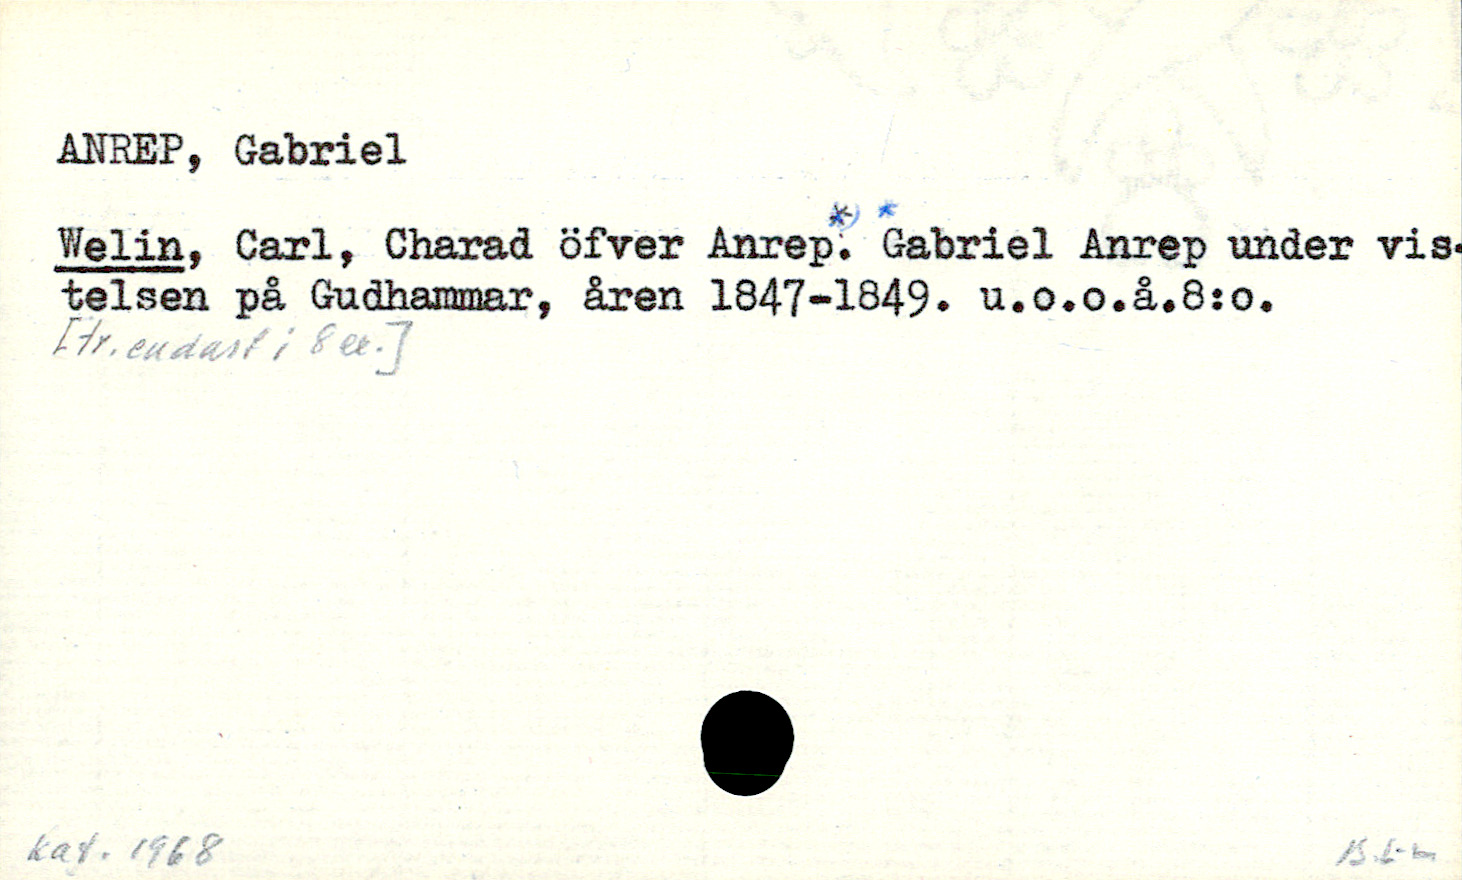 ANREP, Gabriel
Welin, Carl, Charad öfver Anrep.*) *Gabriel Anrep under vis-
telsen på Gudhammar, åren 1847-1849. u.o.o.å.8:o.
[tr. endast i 8 ex.]
kat. 1968